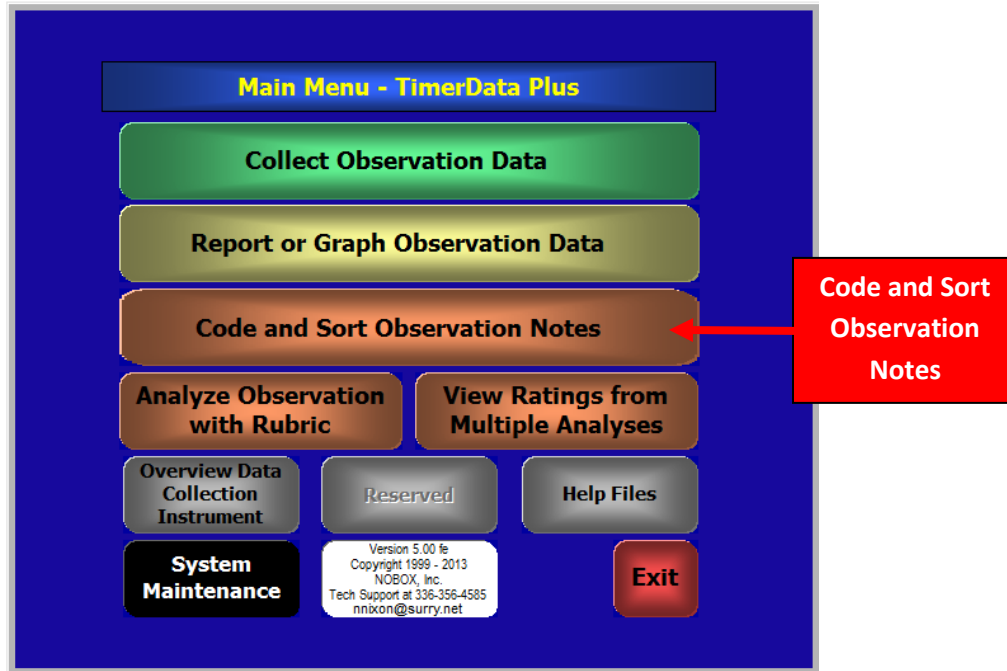 Main Menu - TimerData Plus
Collect Observation Data
Report or Graph Observation Data
Code and Sort Observation Notes
Code and Sort
Observation
Notes
Analyze Observation
with Rubric
View Ratings from
Multiple Analyses
Overview Data
Collection
Instrument
Reserved
Help Files
System
Maintenance
Version 5.00 fe
Copyright 1999 - 2013
NOBOX, Inc.
Tech Support at 336-356-4585
nnixon@surry.net
Exit